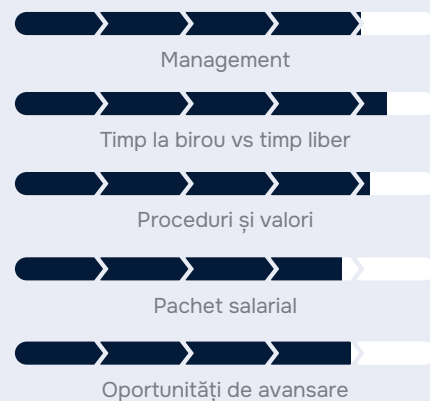 Management
Timp la birou vs timp liber
Proceduri și valori
Pachet salarial
Oportunități de avansare